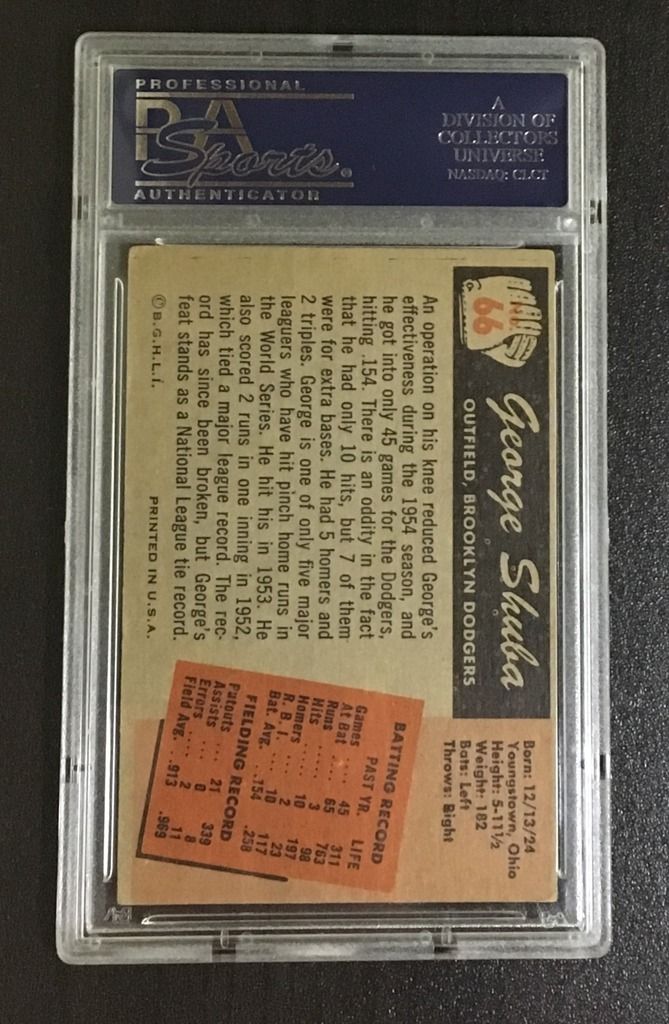 PROFESSIONAL
PSA
Sports
AUTHENTICATOR
A
DIVISION OF
COLLECTORS
UNIVERSE
NASDAQ: CLCT
NO.
66
George Shuba
OUTFIELD, BROOKLYN DODGERS
Born: 12/13/24
Youngstown, Ohio
Height: 5-11½
Weight: 182
Bats: Left
Throws: Right
An operation on his knee reduced George's
effectiveness during the 1954 season, and
he got into only 45 games for the Dodgers,
hitting .154. There is an oddity in the fact
that he had only 10 hits, but 7 of them
were for extra bases. He had 5 homers and
2 triples. George is one of only five major
leaguers who have hit pinch home runs in
the World Series. He hit his in 1953. He
also scored 2 runs in one inning in 1952,
which tied a major league record. The rec-
ord has since been broken, but George's
feat stands as a National League tie record.
© B.G.H.L.I. PRINTED IN U.S.A.
BATTING RECORD
PAST YR. LIFE
Games 45 311
At Bat 65 763
Runs 3 98
Hits 10 197
Homers 2 23
R. B. I. 10 117
Bat. Avg. .154 .258
FIELDING RECORD
Putouts 21 339
Assists 0 8
Errors 2 11
Field Avg. .913 .969